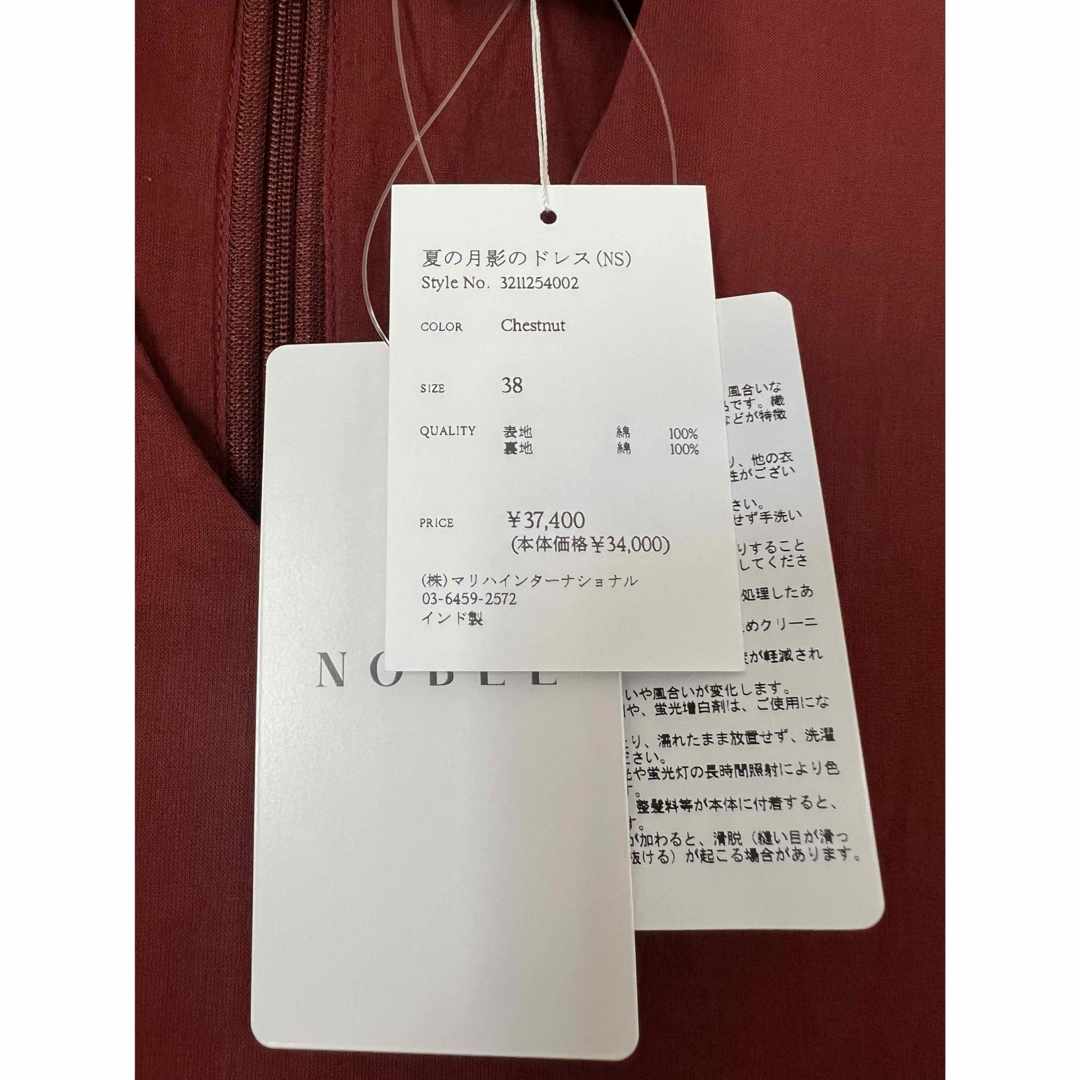 夏の月影のドレス(NS)
Style No. 3211254002
COLOR Chestnut
SIZE 38
QUALITY 表地 綿 100%
裏地 綿 100%
PRICE ¥37,400
(本体価格¥34,000)
(株)マリハインターナショナル
03-6459-2572
インド製
NOBLE
風合いな
です。繊
などが特徴
り、他の衣
性がござい
さい。
せず手洗い
りすること
してくださ
処理したあ
めクリーニ
が軽減され
いや風合いが変化します。
や、蛍光増白剤は、ご使用にな
り、濡れたまま放置せず、洗濯
さい。
や蛍光灯の長時間照射により色
す。
整髪料等が本体に付着すると、
す。
が加わると、滑脱（縫い目が滑っ
抜ける）が起こる場合があります。